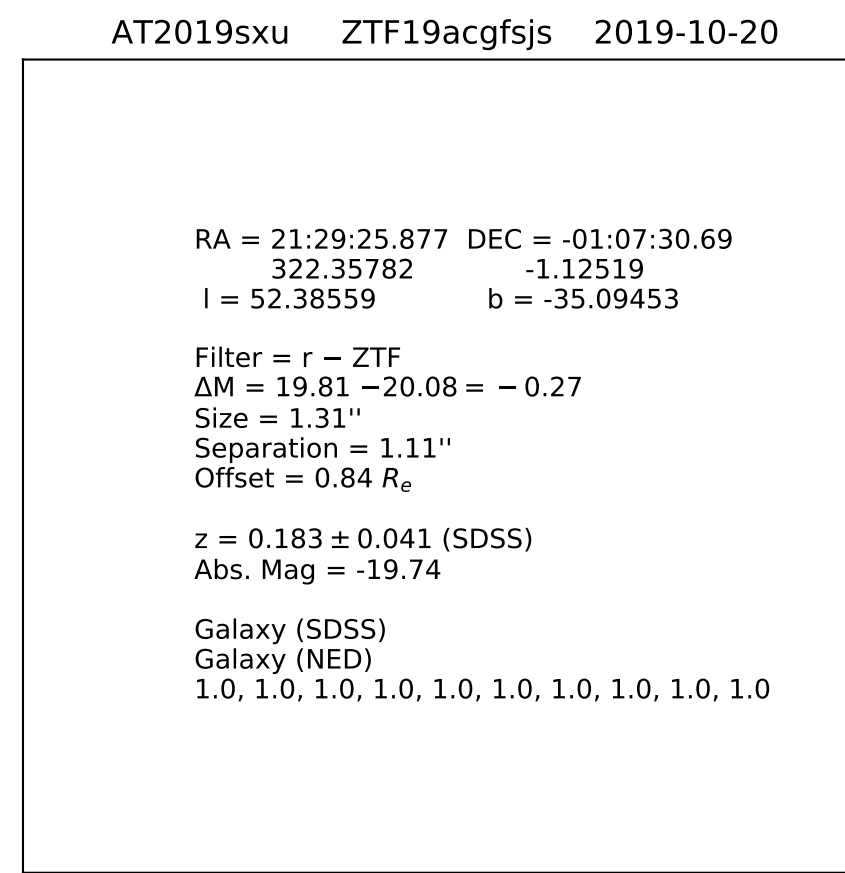 AT2019sxu ZTF19acgfsjs 2019-10-20
RA = 21:29:25.877 DEC = -01:07:30.69
322.35782 -1.12519
l = 52.38559 b = -35.09453
Filter = r − ZTF
ΔM = 19.81 −20.08 = − 0.27
Size = 1.31''
Separation = 1.11''
Offset = 0.84 Re
z = 0.183 ± 0.041 (SDSS)
Abs. Mag = -19.74
Galaxy (SDSS)
Galaxy (NED)
1.0, 1.0, 1.0, 1.0, 1.0, 1.0, 1.0, 1.0, 1.0, 1.0